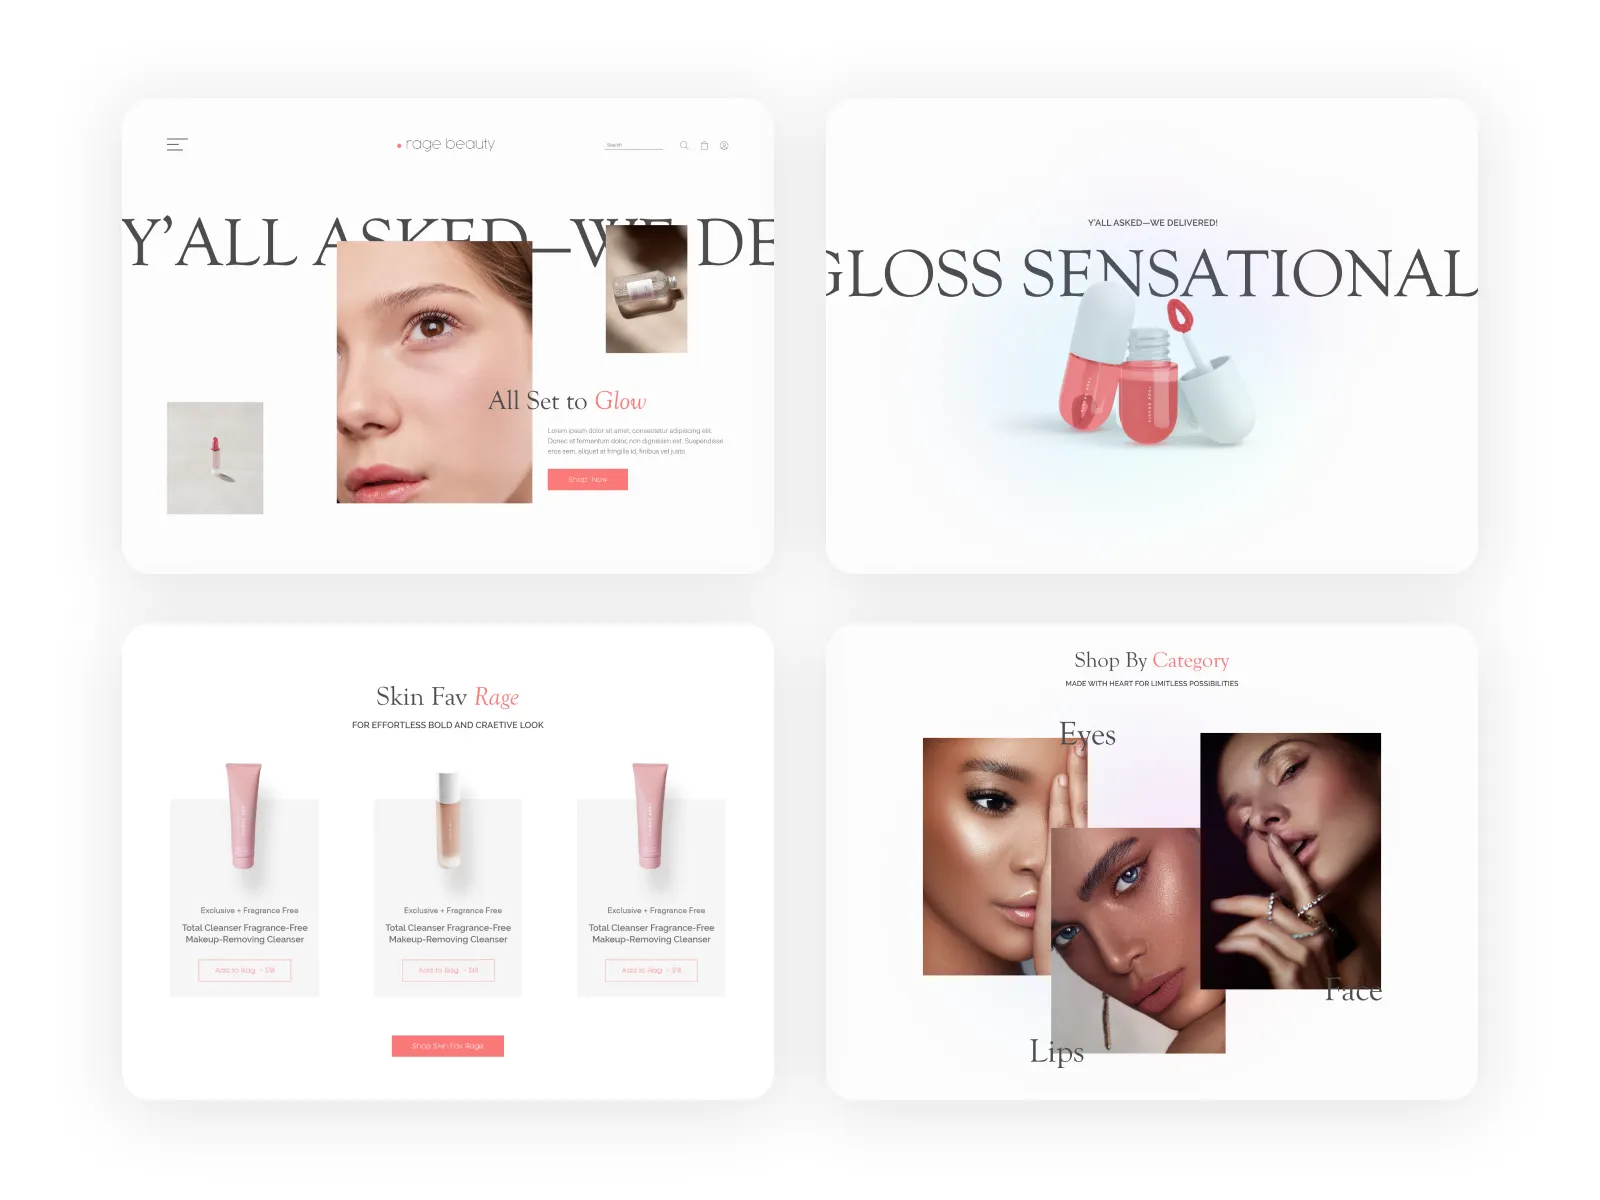 rage beauty
Search
Y'ALL ASKED—WE DE
All Set to Glow
Lorem ipsum dolor sit amet, consectetur adipiscing elit.
Donec et fermentum dolor, non dignissim est. Suspendisse
eros sem, aliquet at fringilla id, finibus vel justo
Shop Now
Y'ALL ASKED—WE DELIVERED!
GLOSS SENSATIONAL
Skin Fav Rage
FOR EFFORTLESS BOLD AND CRAETIVE LOOK
Exclusive + Fragrance Free
Total Cleanser Fragrance-Free
Makeup-Removing Cleanser
Add to Bag - $18
Exclusive + Fragrance Free
Total Cleanser Fragrance-Free
Makeup-Removing Cleanser
Add to Bag - $18
Exclusive + Fragrance Free
Total Cleanser Fragrance-Free
Makeup-Removing Cleanser
Add to Bag - $18
Shop Skin Fav Rage
Shop By Category
MADE WITH HEART FOR LIMITLESS POSSIBILITIES
Eyes
Face
Lips